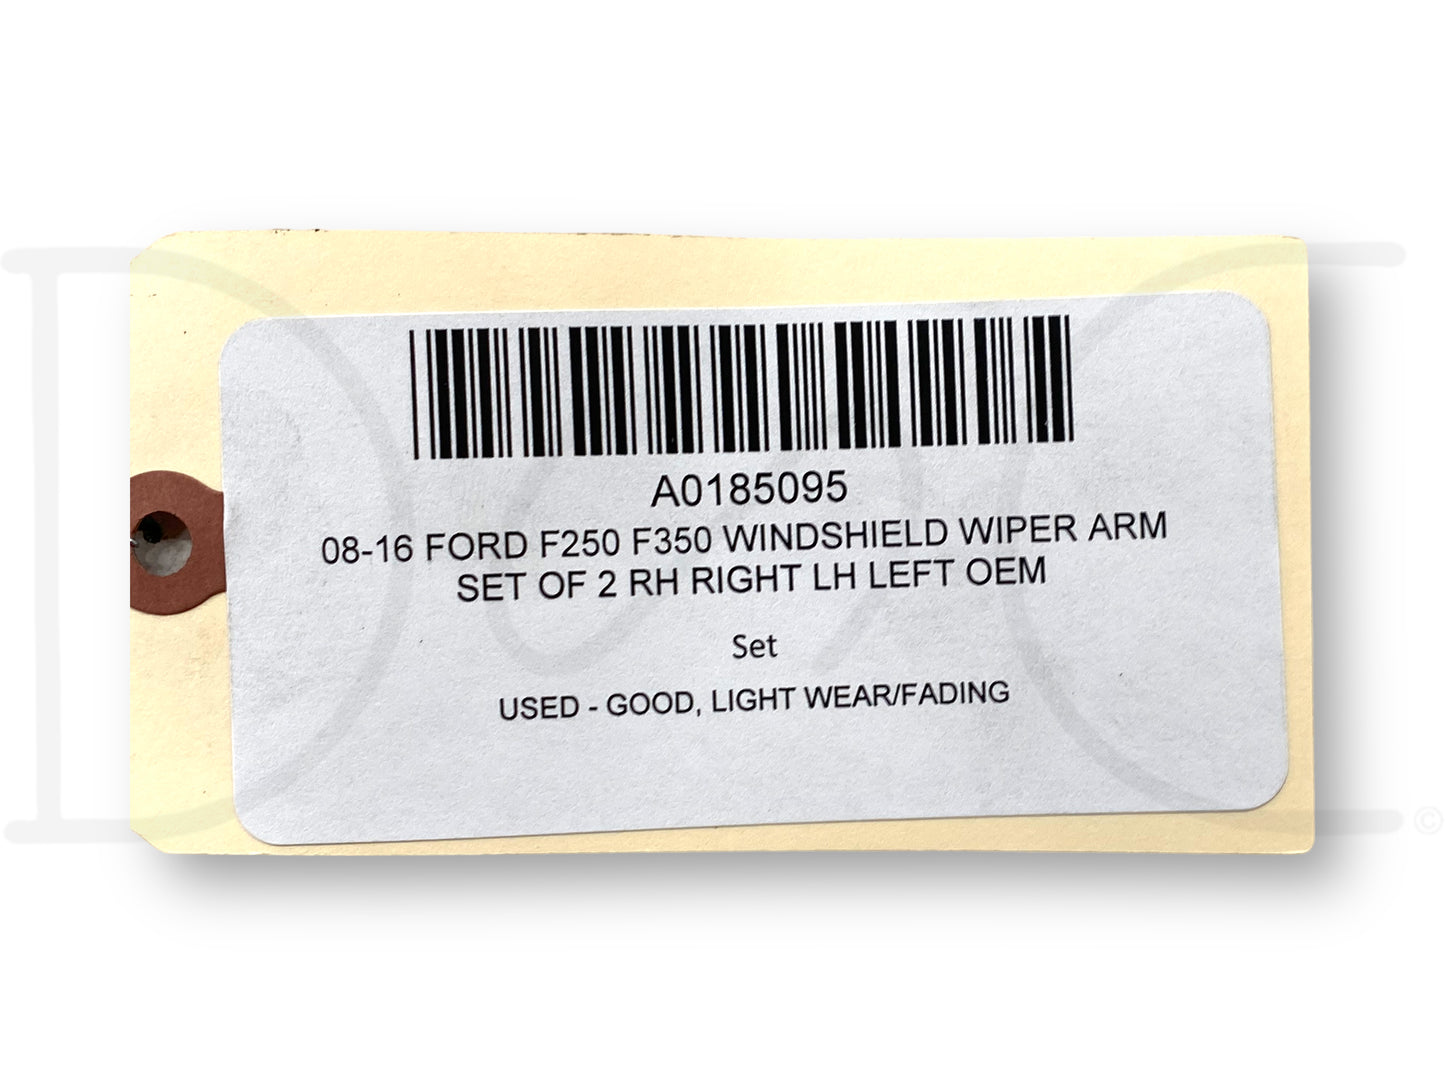 A0185095
08-16 FORD F250 F350 WINDSHIELD WIPER ARM
SET OF 2 RH RIGHT LH LEFT OEM
Set
USED - GOOD, LIGHT WEAR/FADING
©